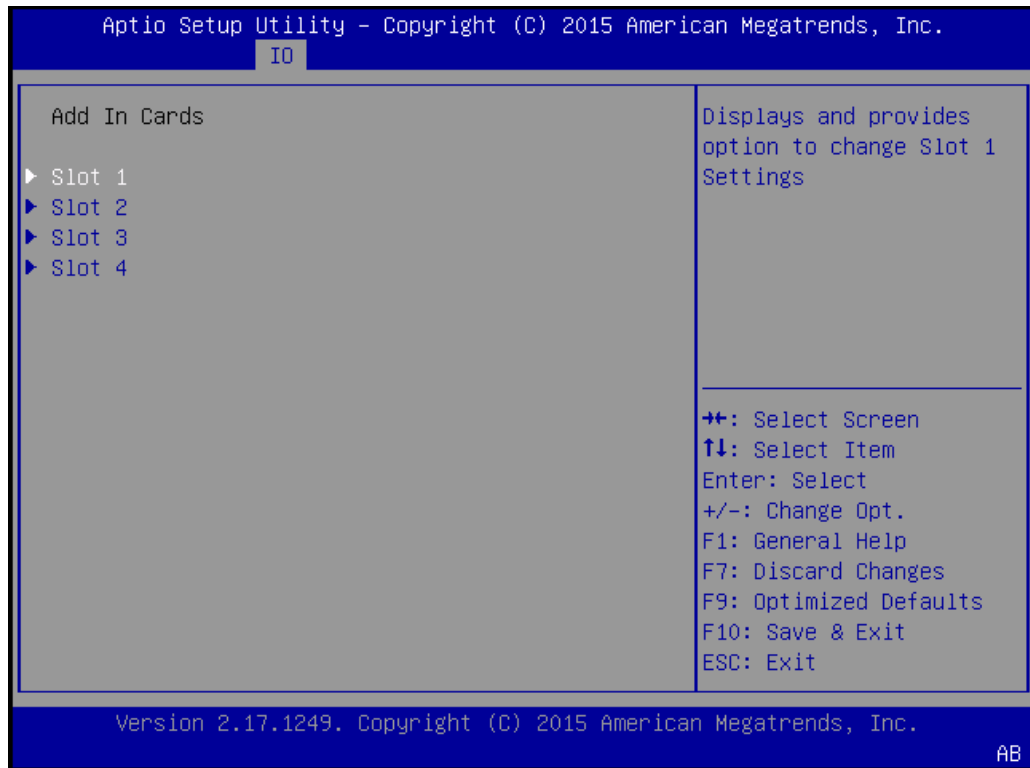 Aptio Setup Utility – Copyright (C) 2015 American Megatrends, Inc.
IO
Add In Cards
▶ Slot 1
▶ Slot 2
▶ Slot 3
▶ Slot 4
Displays and provides
option to change Slot 1
Settings
→←: Select Screen
↑↓: Select Item
Enter: Select
+/-: Change Opt.
F1: General Help
F7: Discard Changes
F9: Optimized Defaults
F10: Save & Exit
ESC: Exit
Version 2.17.1249. Copyright (C) 2015 American Megatrends, Inc.
AB